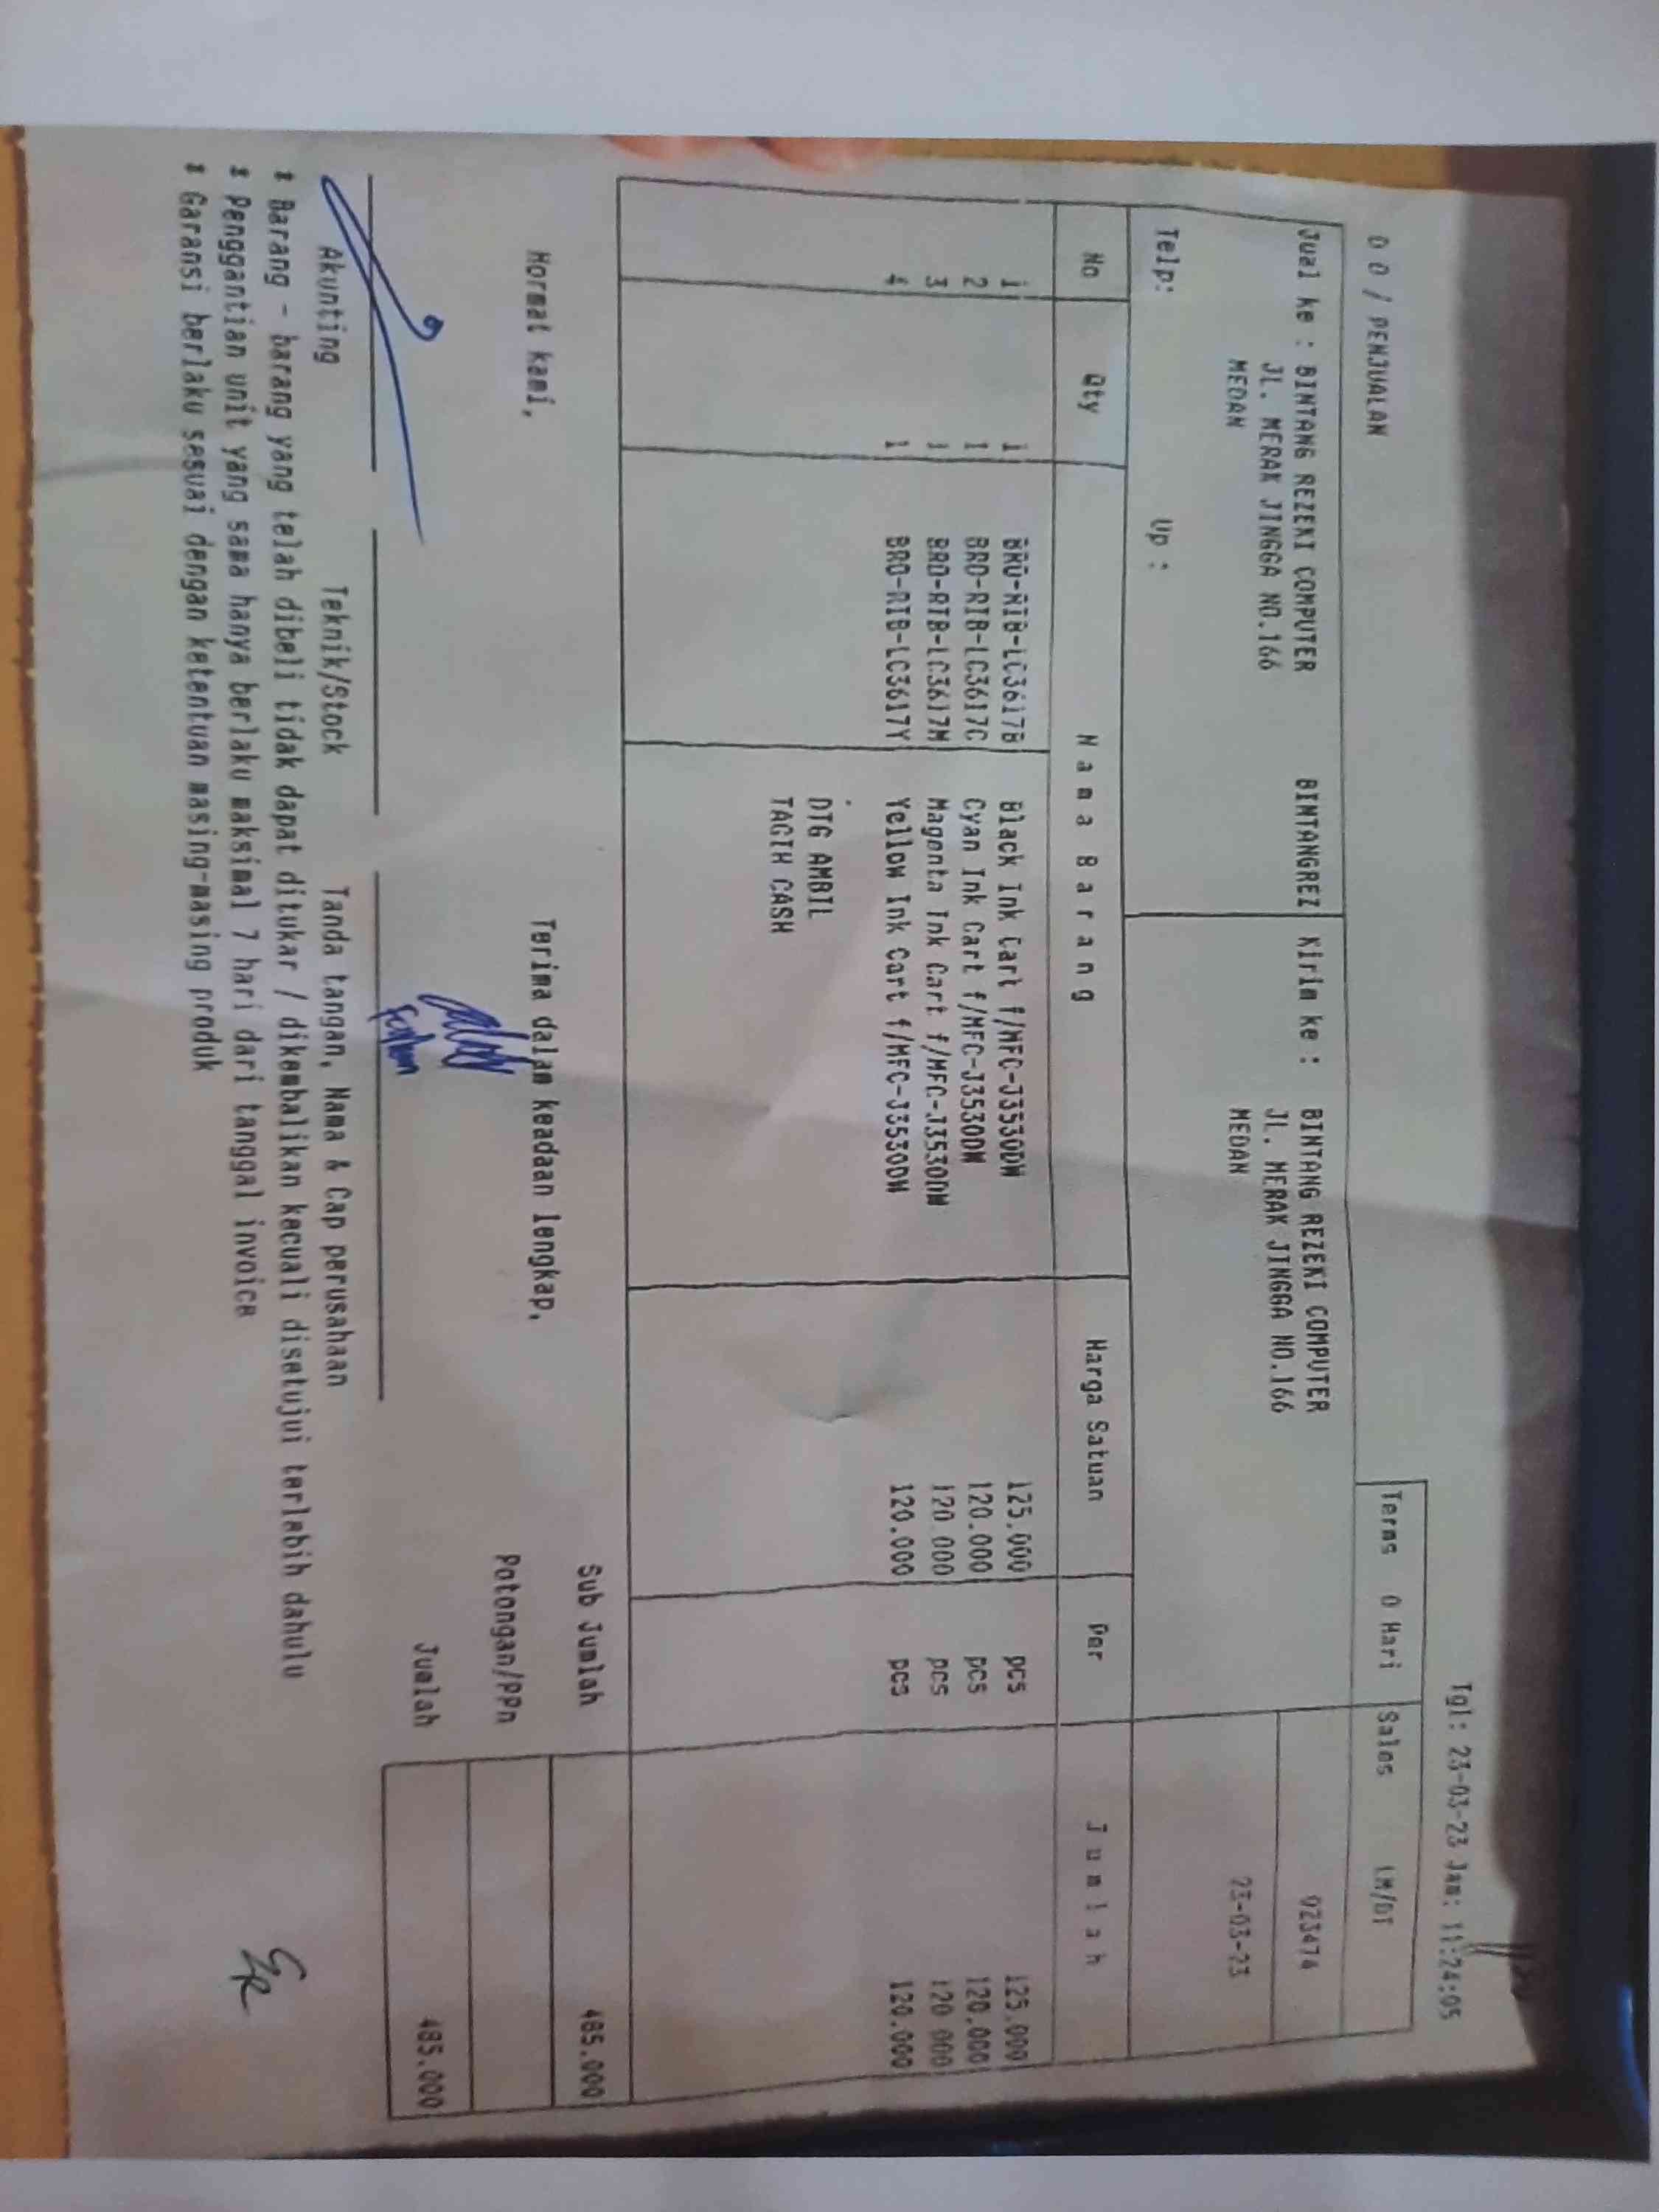 Tgl: 23-03-23 Jam: 11:24:05
0 0 / PENJUALAN
Terms 0 Hari Sales LM/DT
Jual ke : BINTANG REZEKI COMPUTER BINTANGREZ Kirim ke : BINTANG REZEKI COMPUTER 023474
JL. MERAK JINGGA NO.166 JL. MERAK JINGGA NO.166
MEDAN MEDAN 23-03-23
Telp: Up :
No Qty N a m a B a r a n g Harga Satuan Per J u m l a h
1 1 BRO-RIB-LC3617B Black Ink Cart f/MFC-J3530DW 125.000 pcs 125.000
2 1 BRO-RIB-LC3617C Cyan Ink Cart f/MFC-J3530DW 120.000 pcs 120.000
3 1 BRO-RIB-LC3617M Magenta Ink Cart f/MFC-J3530DW 120.000 pcs 120.000
4 1 BRO-RIB-LC3617Y Yellow Ink Cart f/MFC-J3530DW 120.000 pcs 120.000
DTG AMBIL
TAGIH CASH
Sub Jumlah 485.000
Hormat kami, Terima dalam keadaan lengkap,
Potongan/PPn
Jumlah 485.000
Akunting Teknik/Stock Tanda tangan, Nama & Cap perusahaan
* Barang - barang yang telah dibeli tidak dapat ditukar / dikembalikan kecuali disetujui terlebih dahulu
* Penggantian unit yang sama hanya berlaku maksimal 7 hari dari tanggal invoice
* Garansi berlaku sesuai dengan ketentuan masing-masing produk